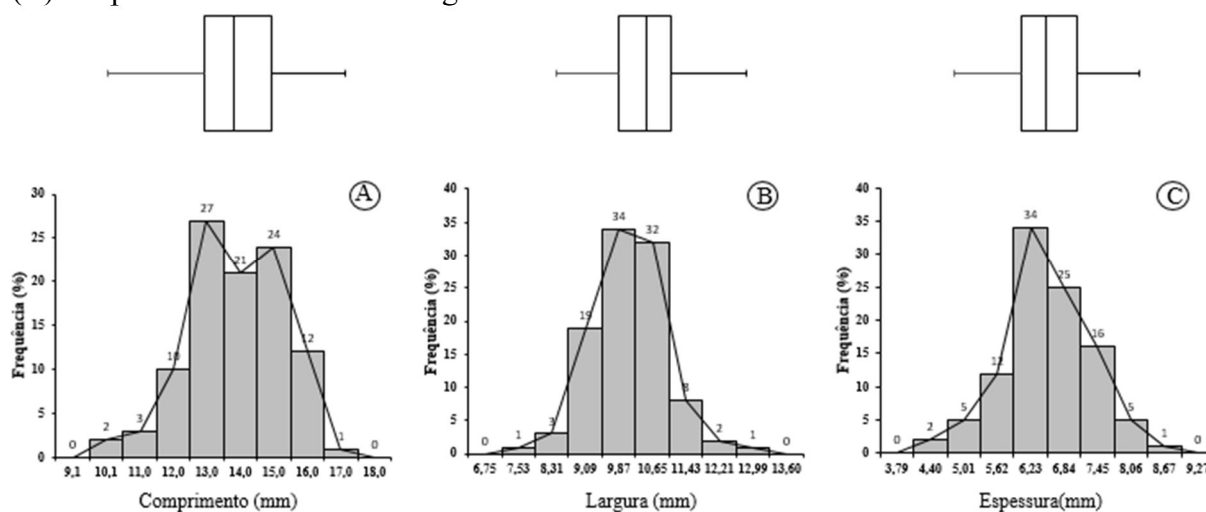 A
30
25
20
15
10
5
0
Frequência (%)
0 2 3 10 27 21 24 12 1 0
9,1 10,1 11,0 12,0 13,0 14,0 15,0 16,0 17,0 18,0
Comprimento (mm)
B
40
35
30
25
20
15
10
5
0
Frequência (%)
0 1 3 19 34 32 8 2 1 0
6,75 7,53 8,31 9,09 9,87 10,65 11,43 12,21 12,99 13,60
Largura (mm)
C
40
35
30
25
20
15
10
5
0
Frequência (%)
0 2 5 12 34 25 16 5 1 0
3,79 4,40 5,01 5,62 6,23 6,84 7,45 8,06 8,67 9,27
Espessura(mm)